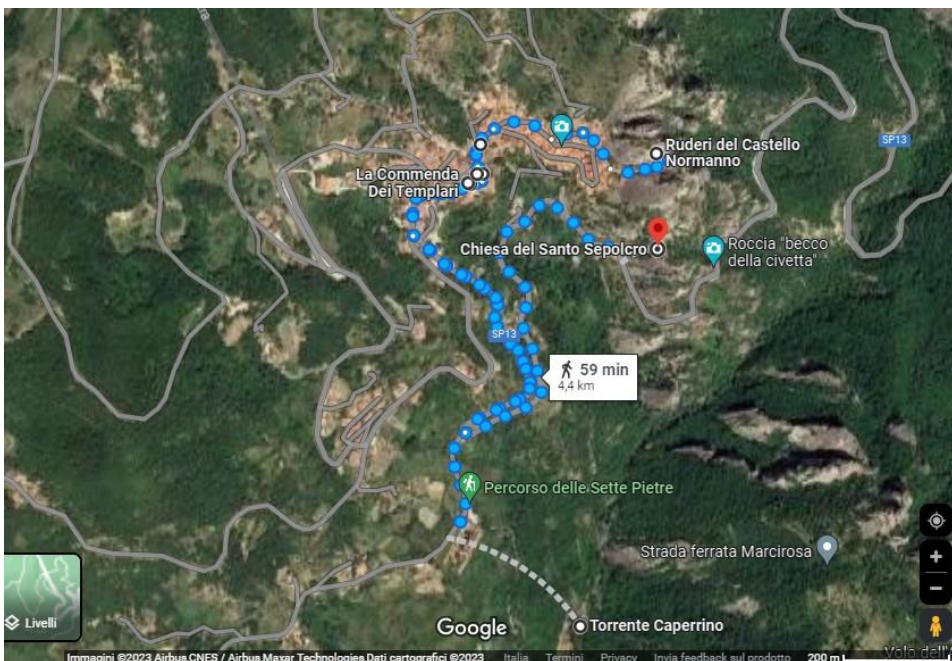 SP13
Ruderi del Castello
Normanno
La Commenda
Dei Templari
Chiesa del Santo Sepolcro
Roccia "becco
della civetta"
SP13
59 min
4,4 km
Percorso delle Sette Pietre
Strada ferrata Marcirosa
Livelli
Google
Torrente Caperrino
Immagini ©2023 Airbus, CNES / Airbus, Maxar Technologies, Dati cartografici ©2023 Italia Termini Privacy Invia feedback sul prodotto 200 m
Volo dell